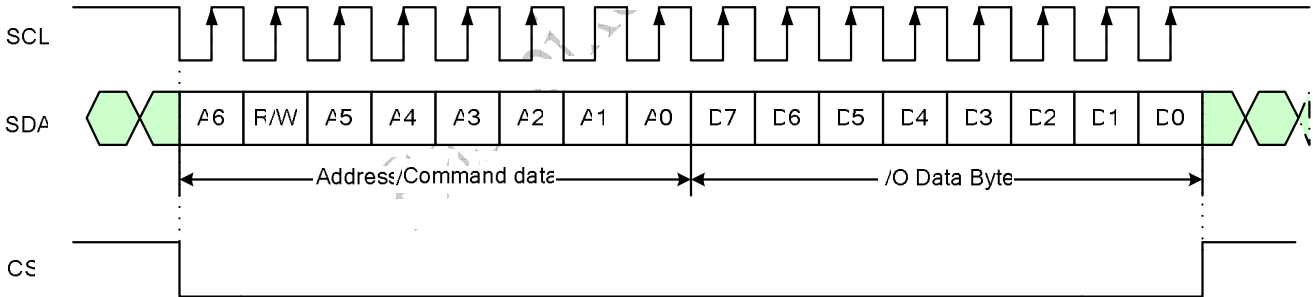 SCL
SDA A6 R/W A5 A4 A3 A2 A1 A0 D7 D6 D5 D4 D3 D2 D1 D0
Address/Command data /O Data Byte
CS